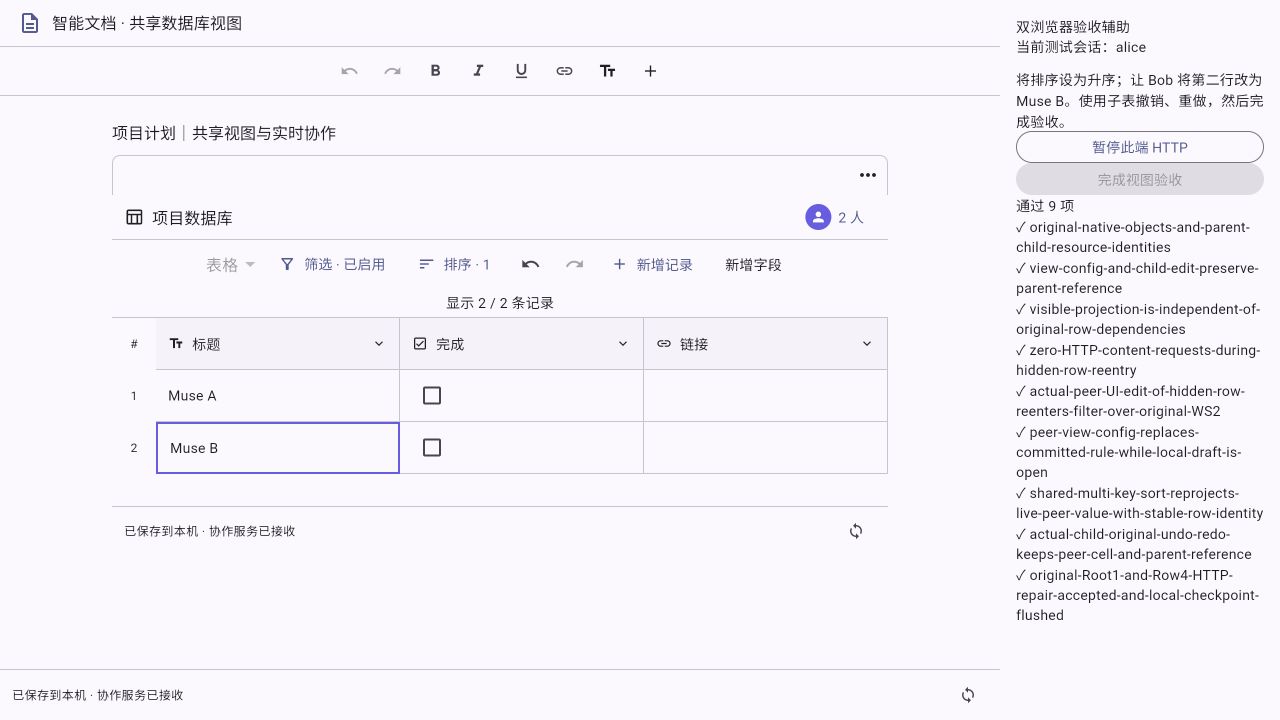 智能文档 · 共享数据库视图
B I U Tr +
项目计划｜共享视图与实时协作
项目数据库
2 人
表格 筛选 · 已启用 排序 · 1 新增记录 新增字段
显示 2 / 2 条记录
# 标题 完成 链接
1 Muse A
2 Muse B
已保存到本机 · 协作服务已接收
已保存到本机 · 协作服务已接收
双浏览器验收辅助
当前测试会话：alice
将排序设为升序；让 Bob 将第二行改为
Muse B。使用子表撤销、重做，然后完
成验收。
暂停此端 HTTP
完成视图验收
通过 9 项
✓ original-native-objects-and-parent-
child-resource-identities
✓ view-config-and-child-edit-preserve-
parent-reference
✓ visible-projection-is-independent-of-
original-row-dependencies
✓ zero-HTTP-content-requests-during-
hidden-row-reentry
✓ actual-peer-UI-edit-of-hidden-row-
reenters-filter-over-original-WS2
✓ peer-view-config-replaces-
committed-rule-while-local-draft-is-
open
✓ shared-multi-key-sort-reprojects-
live-peer-value-with-stable-row-identity
✓ actual-child-original-undo-redo-
keeps-peer-cell-and-parent-reference
✓ original-Root1-and-Row4-HTTP-
repair-accepted-and-local-checkpoint-
flushed